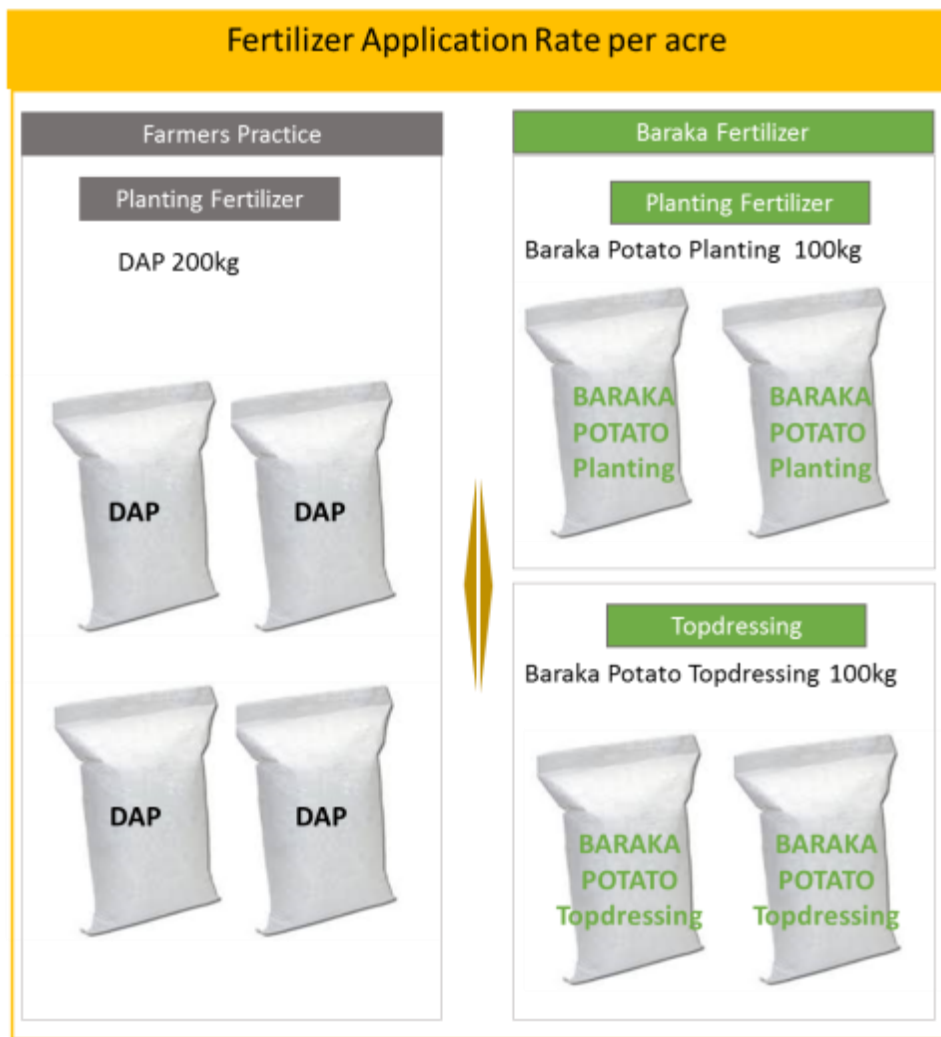 Fertilizer Application Rate per acre
Farmers Practice
Planting Fertilizer
DAP 200kg
DAP
DAP
DAP
DAP
Baraka Fertilizer
Planting Fertilizer
Baraka Potato Planting 100kg
BARAKA
POTATO
Planting
BARAKA
POTATO
Planting
Topdressing
Baraka Potato Topdressing 100kg
BARAKA
POTATO
Topdressing
BARAKA
POTATO
Topdressing